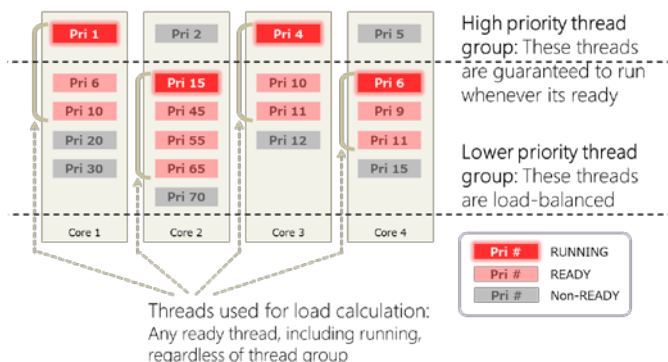 Pri 1
Pri 2
Pri 4
Pri 5
High priority thread
group: These threads
are guaranteed to run
whenever its ready
Pri 6
Pri 15
Pri 10
Pri 6
Pri 10
Pri 45
Pri 11
Pri 9
Pri 20
Pri 55
Pri 12
Pri 11
Pri 30
Pri 65
Pri 15
Pri 70
Lower priority thread
group: These threads
are load-balanced
Core 1
Core 2
Core 3
Core 4
Pri #
RUNNING
Pri #
READY
Pri #
Non-READY
Threads used for load calculation:
Any ready thread, including running,
regardless of thread group